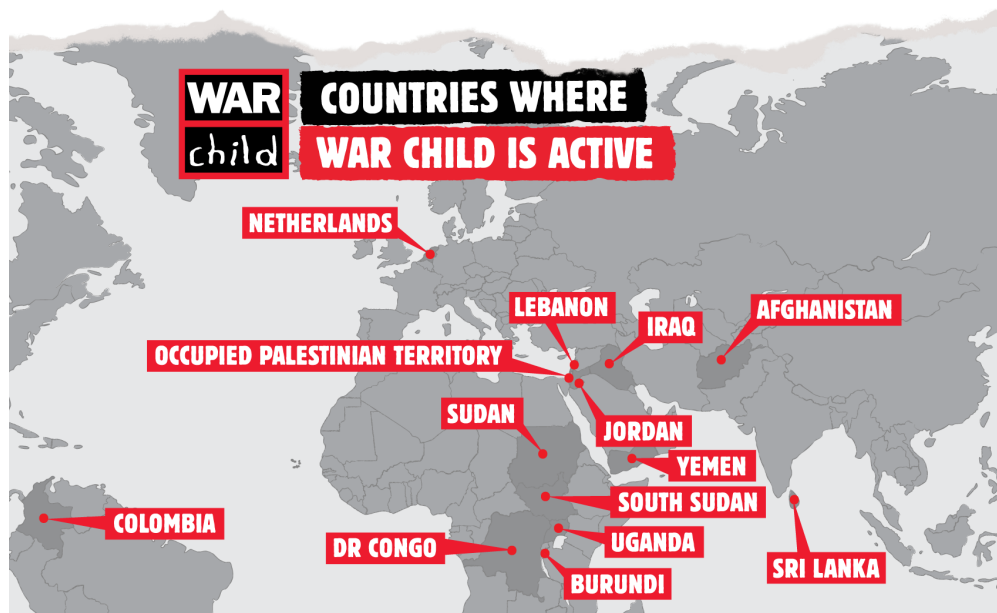 WAR
child
COUNTRIES WHERE
WAR CHILD IS ACTIVE
NETHERLANDS
LEBANON
IRAQ
AFGHANISTAN
OCCUPIED PALESTINIAN TERRITORY
SUDAN
JORDAN
YEMEN
SOUTH SUDAN
COLOMBIA
DR CONGO
UGANDA
BURUNDI
SRI LANKA